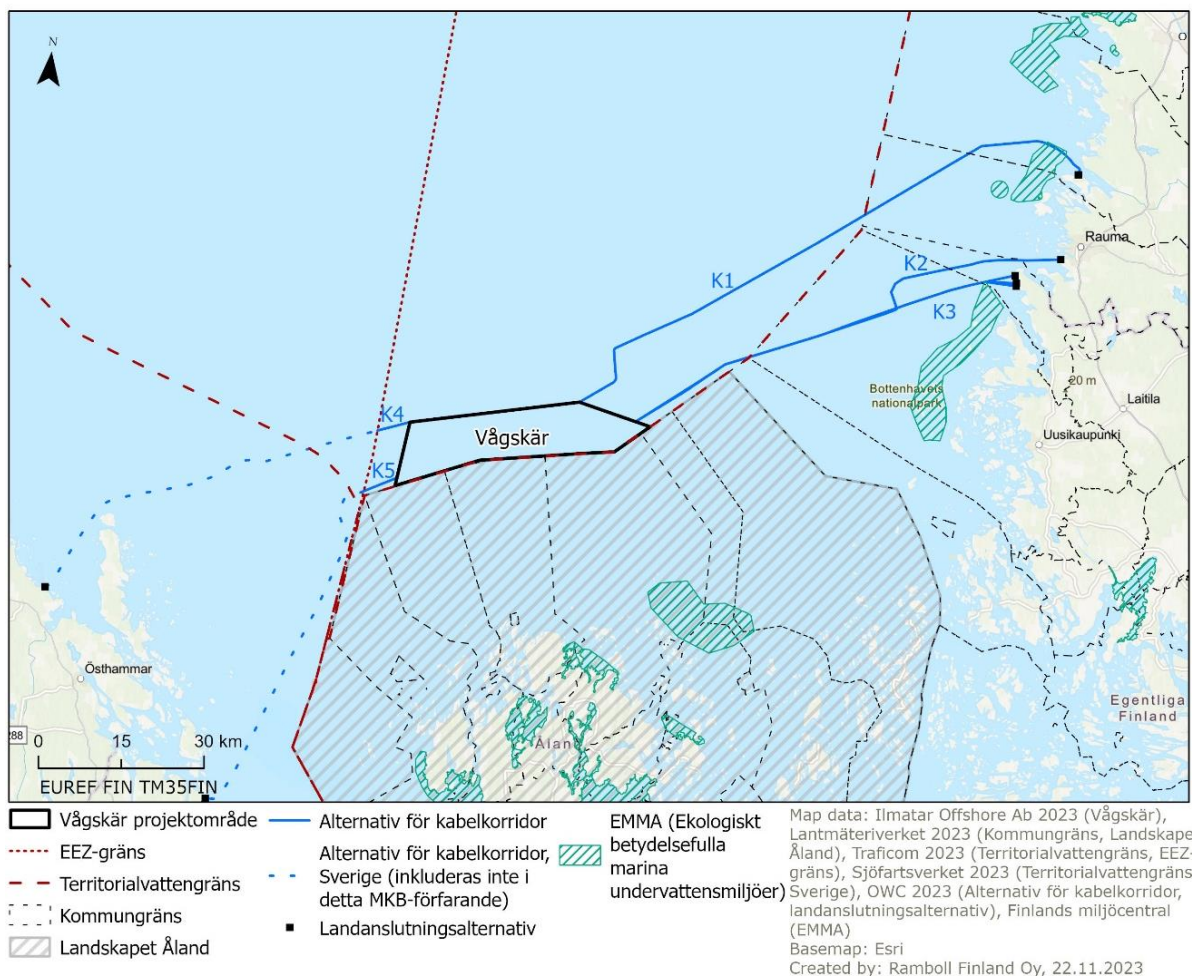 N
K1
Rauma
K2
K3
20 m
Bottenhavets
nationalpark
Laitila
K4
Uusikaupunki
Vågskär
K5
Östhammar
Egentliga
Finland
288
0 15 30 km
Åland
EUREF FIN TM35FIN
Vågskär projektområde
EEZ-gräns
Territorialvattengräns
Kommungräns
Landskapet Åland
Alternativ för kabelkorridor
Alternativ för kabelkorridor,
Sverige (inkluderas inte i
detta MKB-förfarande)
Landanslutningsalternativ
EMMA (Ekologiskt
betydelsefulla
marina
undervattensmiljöer)
Map data: Ilmatar Offshore Ab 2023 (Vågskär),
Lantmäteriverket 2023 (Kommungräns, Landskapet
Åland), Traficom 2023 (Territorialvattengräns, EEZ-
gräns), Sjöfartsverket 2023 (Territorialvattengräns
Sverige), OWC 2023 (Alternativ för kabelkorridor,
landanslutningsalternativ), Finlands miljöcentral
(EMMA)
Basemap: Esri
Created by: Ramboll Finland Oy, 22.11.2023